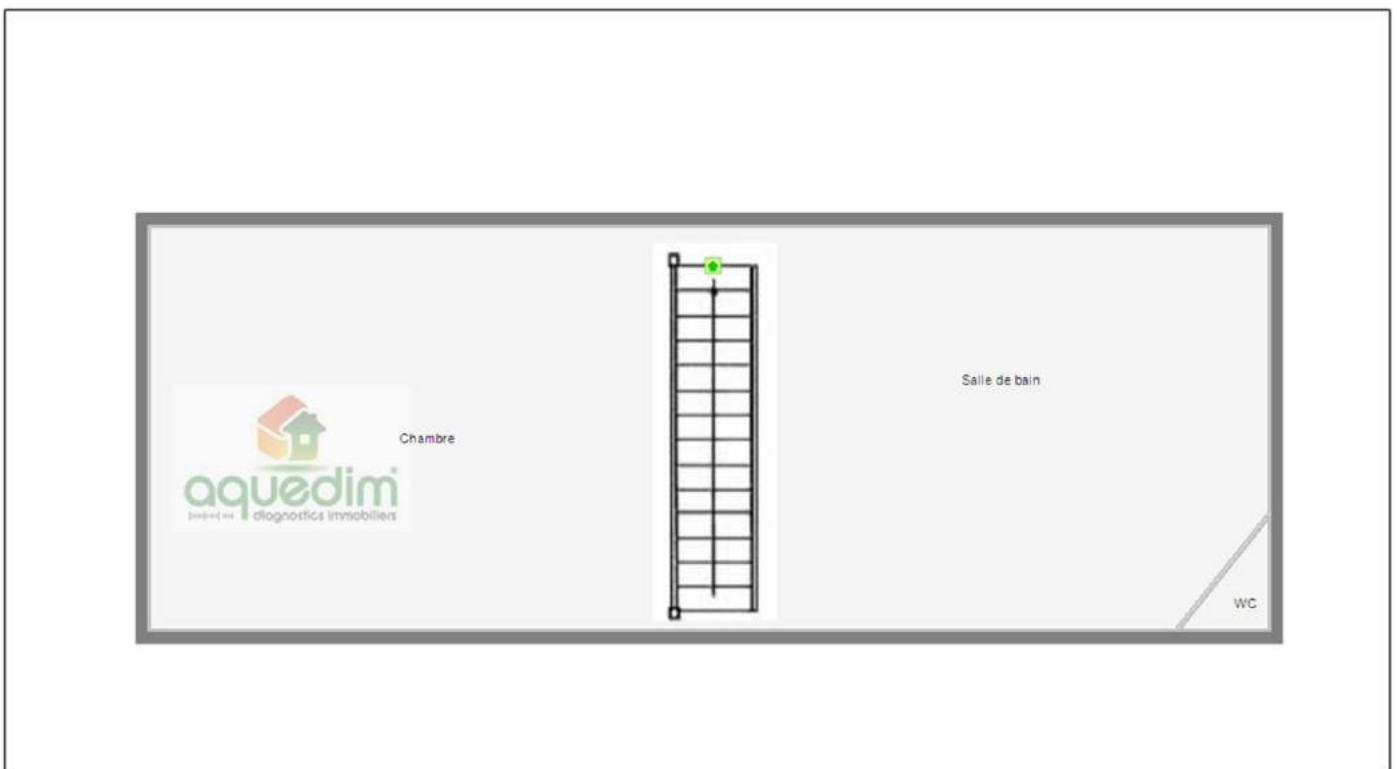 Salle de bain
Chambre
aquedim
diagnostics immobiliers
WC